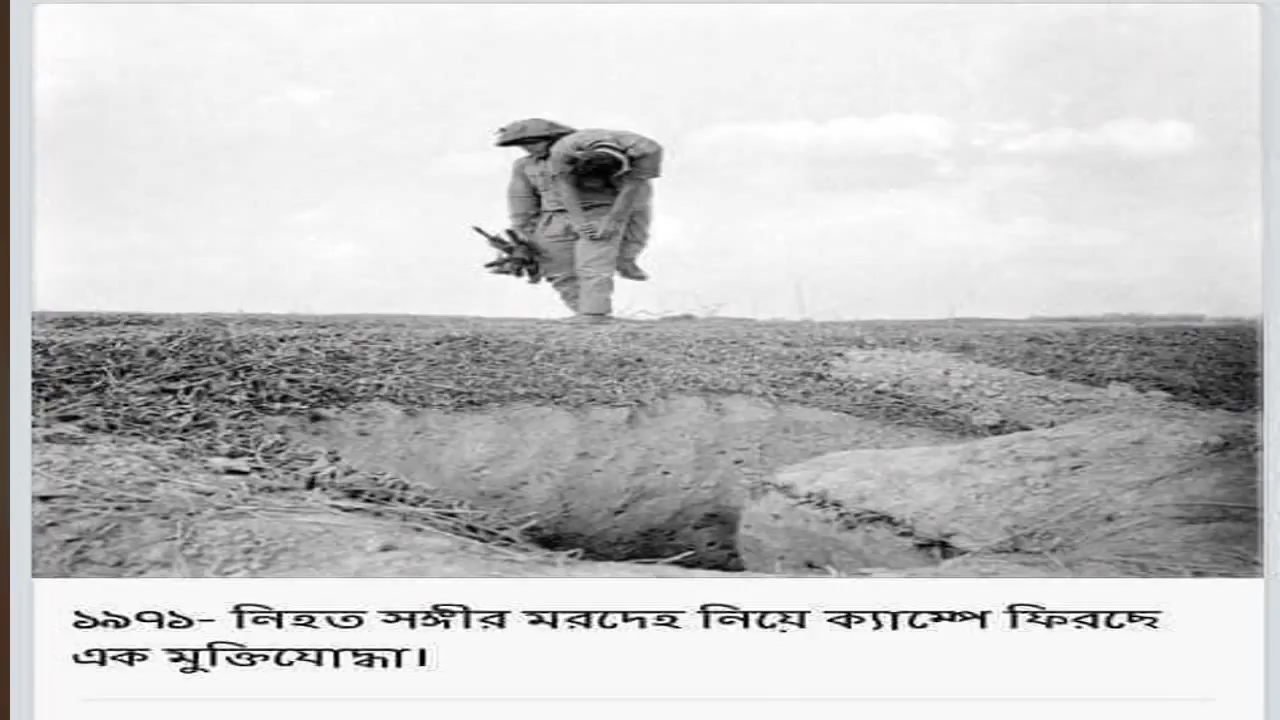 ১৯৭১- নিহত সঙ্গীর মরদেহ নিয়ে ক্যাম্পে ফিরছে
এক মুক্তিযোদ্ধা।